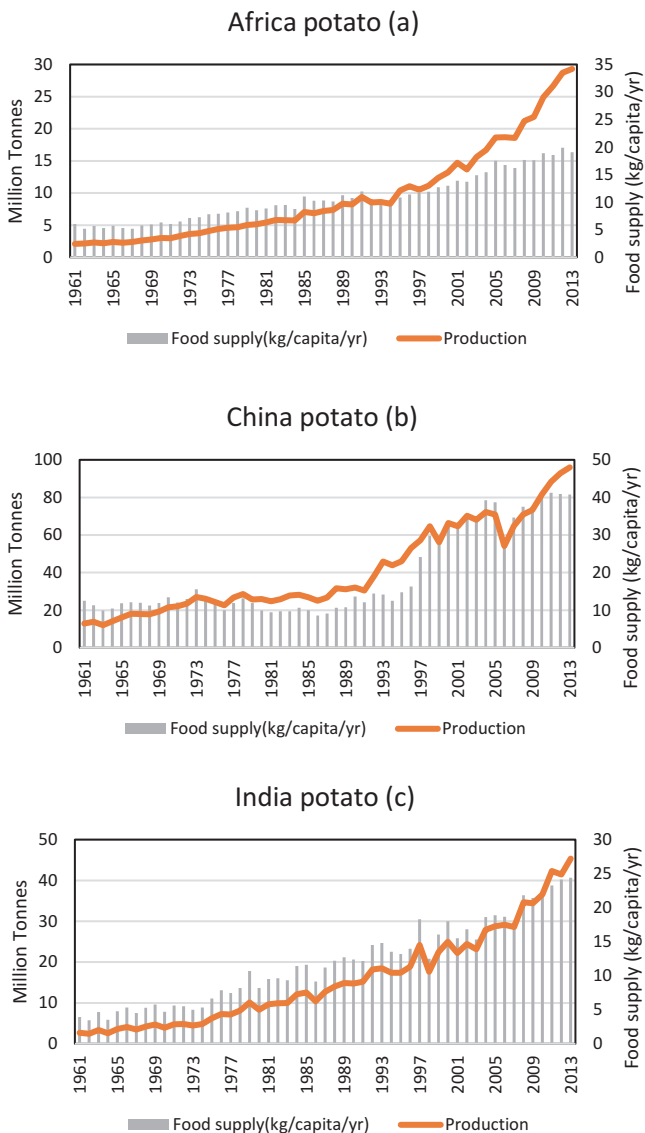 Africa potato (a)
30 35
25 30
20 25
15 20
10 15
5 10
0 5
0
Million Tonnes
Food supply (kg/capita/yr)
1961 1965 1969 1973 1977 1981 1985 1989 1993 1997 2001 2005 2009 2013
Food supply(kg/capita/yr) Production
China potato (b)
100 50
80 40
60 30
40 20
20 10
0 0
Million Tonnes
Food supply (kg/capita/yr)
1961 1965 1969 1973 1977 1981 1985 1989 1993 1997 2001 2005 2009 2013
Food supply(kg/capita/yr) Production
India potato (c)
50 30
40 25
30 20
20 15
10 10
0 5
0
Million Tonnes
Food supply (kg/capita/yr)
1961 1965 1969 1973 1977 1981 1985 1989 1993 1997 2001 2005 2009 2013
Food supply(kg/capita/yr) Production